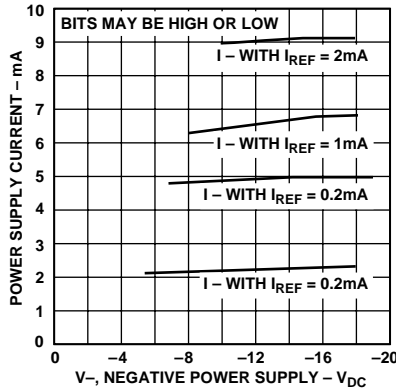 BITS MAY BE HIGH OR LOW
10
9
8
7
6
5
4
3
2
1
0
POWER SUPPLY CURRENT – mA
I – WITH IREF = 2mA
I – WITH IREF = 1mA
I – WITH IREF = 0.2mA
I – WITH IREF = 0.2mA
0 –4 –8 –12 –16 –20
V–, NEGATIVE POWER SUPPLY – VDC